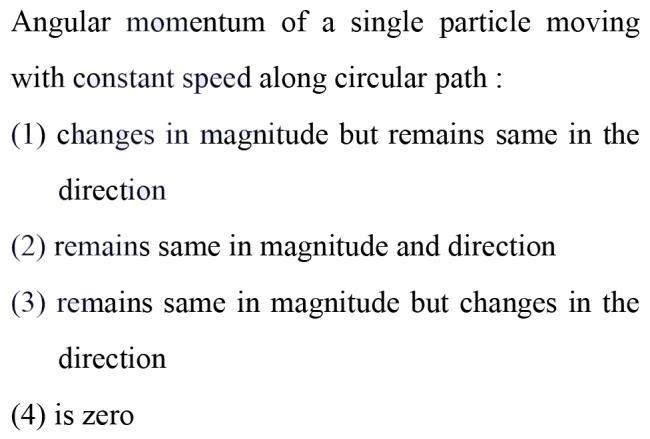 Angular momentum of a single particle moving
with constant speed along circular path :
(1) changes in magnitude but remains same in the
direction
(2) remains same in magnitude and direction
(3) remains same in magnitude but changes in the
direction
(4) is zero